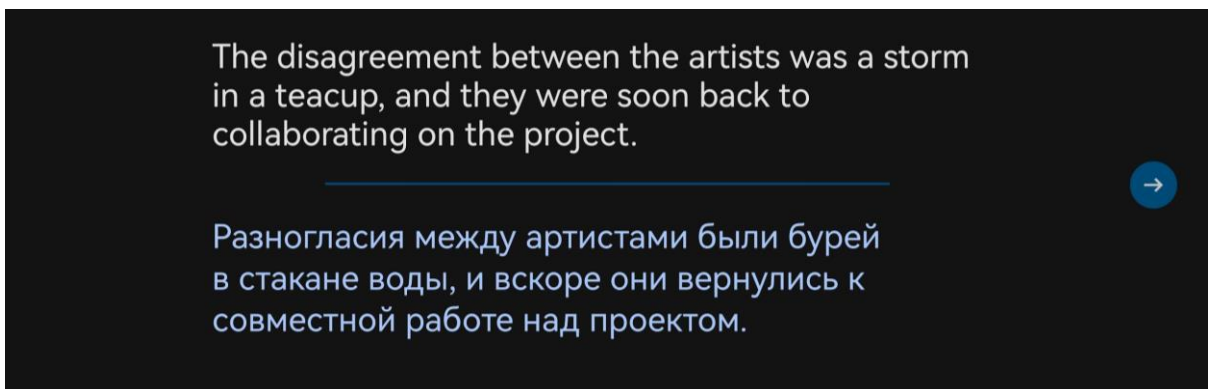 The disagreement between the artists was a storm
in a teacup, and they were soon back to
collaborating on the project.
Разногласия между артистами были бурей
в стакане воды, и вскоре они вернулись к
совместной работе над проектом.